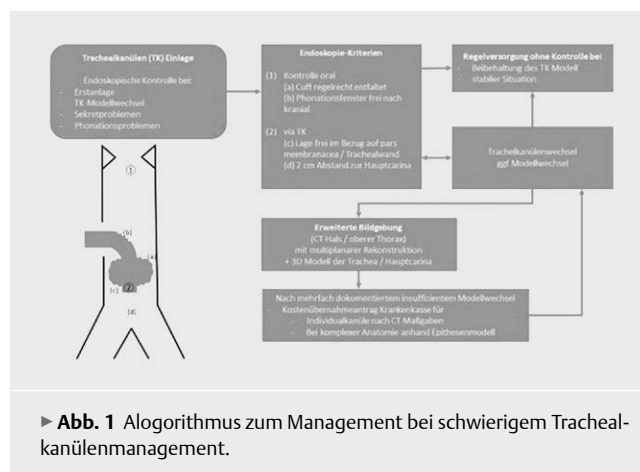 Trachealkanülen (TK) Einlage
Endoskopische Kontrolle bei:
- Erstanlage
- TK-Modellwechsel
- Sekretproblemen
- Phonationsproblemen
Endoskopie-Kriterien
(1) Kontrolle oral
(a) Cuff regelrecht entfaltet
(b) Phonationsfenster frei nach
kranial
(2) via TK
(c) Lage frei im Bezug auf pars
membranacea / Trachealwand
(d) 2 cm Abstand zur Hauptcarina
Regelversorgung ohne Kontrolle bei
- Beibehaltung des TK Modell
- stabiler Situation
Trachelkanülenwechsel
ggf Modellwechsel
Erweiterte Bildgebung
(CT Hals / oberer Thorax)
mit multiplanarer Rekonstruktion
+ 3D Modell der Trachea / Hauptcarina
Nach mehrfach dokumentiertem insuffizientem Modellwechsel
- Kostenübernahmeantrag Krankenkasse für
- Individualkanüle nach CT Maßgaben
- Bei komplexer Anatomie anhand Epithesenmodell
①
(b)
(a)
(c)
②
(d)
► Abb. 1 Alogorithmus zum Management bei schwierigem Tracheal-
kanülenmanagement.